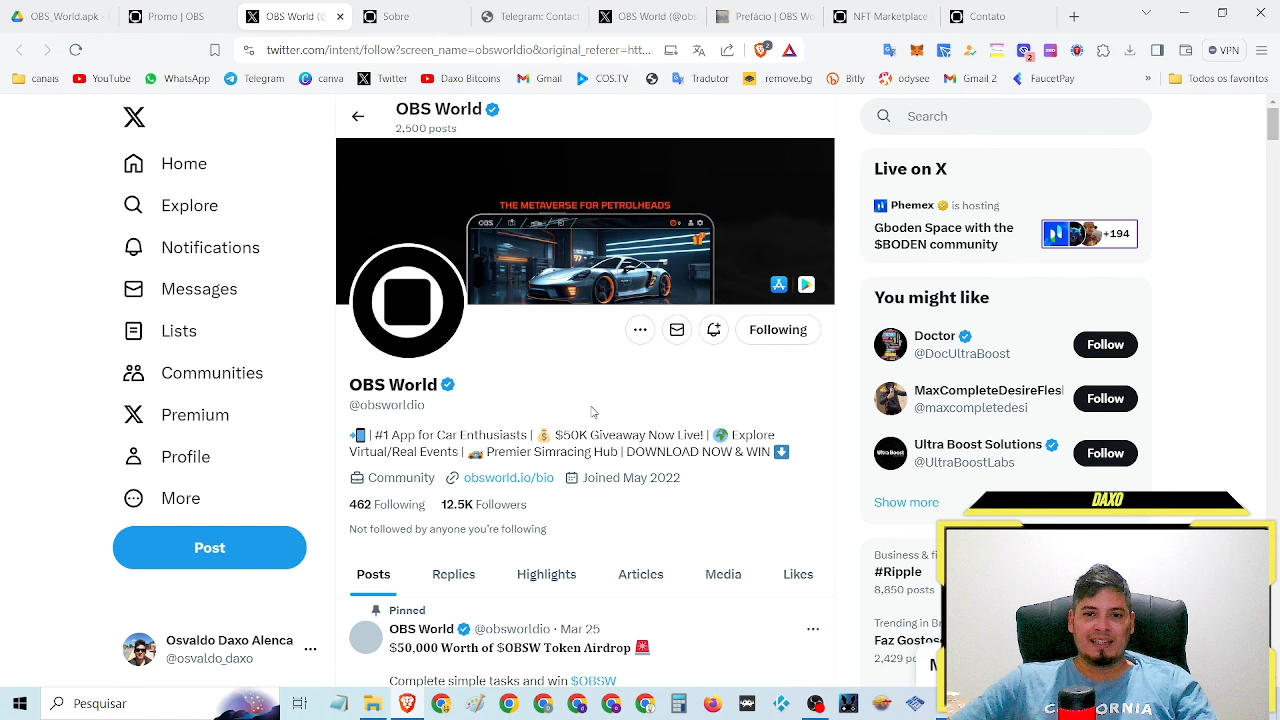 Promo | OBS
OBS World (@
Sobre
Telegram: Contact
OBS World (@obs
Prefácio | OBS Wo
NFT Marketplace
Contato
twitter.com/intent/follow?screen_name=obsworldio&original_referer=htt...
2
2
VPN
canais
YouTube
WhatsApp
Telegram
canva
Twitter
Daxo Bitcoins
Gmail
COS.TV
Tradutor
remove.bg
Bitly
odysee
Gmail 2
FaucetPay
»
Todos os favoritos
Home
Explore
Notifications
Messages
Lists
Communities
Premium
Profile
More
Post
Osvaldo Daxo Alenca
@osvaldo_daxo
OBS World
2,500 posts
THE METAVERSE FOR PETROLHEADS
OBS
Following
OBS World
@obsworldio
| #1 App for Car Enthusiasts | $50K Giveaway Now Live! | Explore
Virtual/Real Events | Premier Simracing Hub | DOWNLOAD NOW & WIN
Community obsworld.io/bio Joined May 2022
462 Following 12.5K Followers
Not followed by anyone you're following
Posts Replies Highlights Articles Media Likes
Pinned
OBS World @obsworldio · Mar 25
$50,000 Worth of $OBSW Token Airdrop
Complete simple tasks and win $OBSW
Search
Live on X
Phemex is hosting
Gboden Space with the
$BODEN community
+194
You might like
Doctor
@DocUltraBoost
Follow
MaxCompleteDesireFles
@maxcompletedesi
Follow
Ultra Boost Solutions
@UltraBoostLabs
Follow
Show more
Business & fi
#Ripple
8,850 posts
Trending in Br
Faz Gostoso
2,429 po
DAXO
CALIFORNIA
Pesquisar